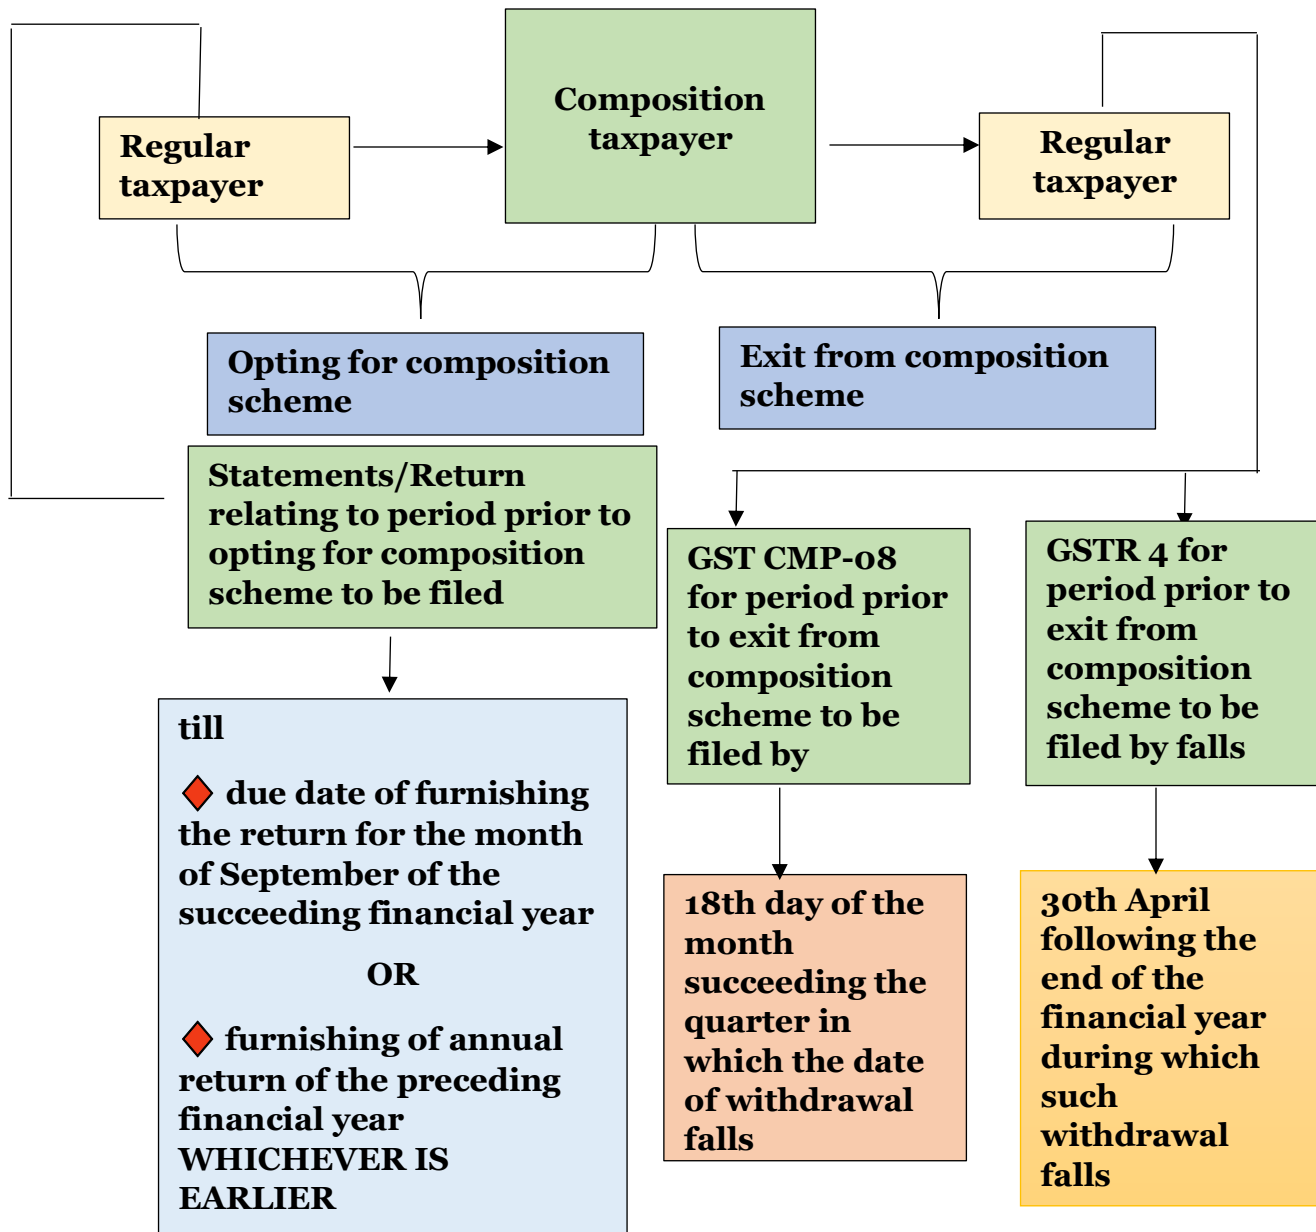 Composition
taxpayer
Regular
taxpayer
Regular
taxpayer
Opting for composition
scheme
Exit from composition
scheme
Statements/Return
relating to period prior to
opting for composition
scheme to be filed
GST CMP-08
for period prior
to exit from
composition
scheme to be
filed by
GSTR 4 for
period prior to
exit from
composition
scheme to be
filed by falls
till
due date of furnishing
the return for the month
of September of the
succeeding financial year
OR
furnishing of annual
return of the preceding
financial year
WHICHEVER IS
EARLIER
18th day of the
month
succeeding the
quarter in
which the date
of withdrawal
falls
30th April
following the
end of the
financial year
during which
such
withdrawal
falls